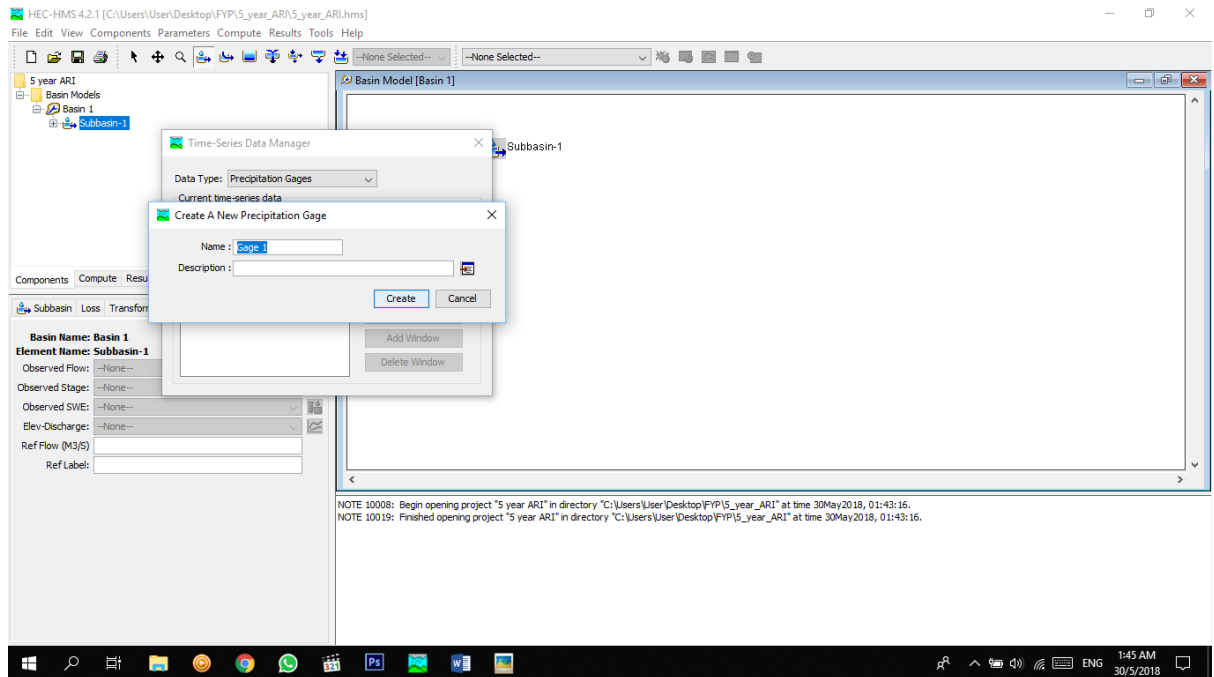 HEC-HMS 4.2.1 [C:\Users\User\Desktop\FYP\5_year_ARI\5_year_ARI.hms]
File Edit View Components Parameters Compute Results Tools Help
--None Selected-- --None Selected--
5 year ARI
Basin Models
Basin 1
Subbasin-1
Components Compute Resu
Subbasin Loss Transforr
Basin Name: Basin 1
Element Name: Subbasin-1
Observed Flow: --None--
Observed Stage: --None--
Observed SWE: --None--
Elev-Discharge: --None--
Ref Flow (M3/S)
Ref Label:
Time-Series Data Manager
Data Type: Precipitation Gages
Current time-series data
Create A New Precipitation Gage
Name : Gage 1
Description :
Create Cancel
Add Window
Delete Window
Basin Model [Basin 1]
Subbasin-1
NOTE 10008: Begin opening project "5 year ARI" in directory "C:\Users\User\Desktop\FYP\5_year_ARI" at time 30May2018, 01:43:16.
NOTE 10019: Finished opening project "5 year ARI" in directory "C:\Users\User\Desktop\FYP\5_year_ARI" at time 30May2018, 01:43:16.
321
Ps
ENG
1:45 AM
30/5/2018